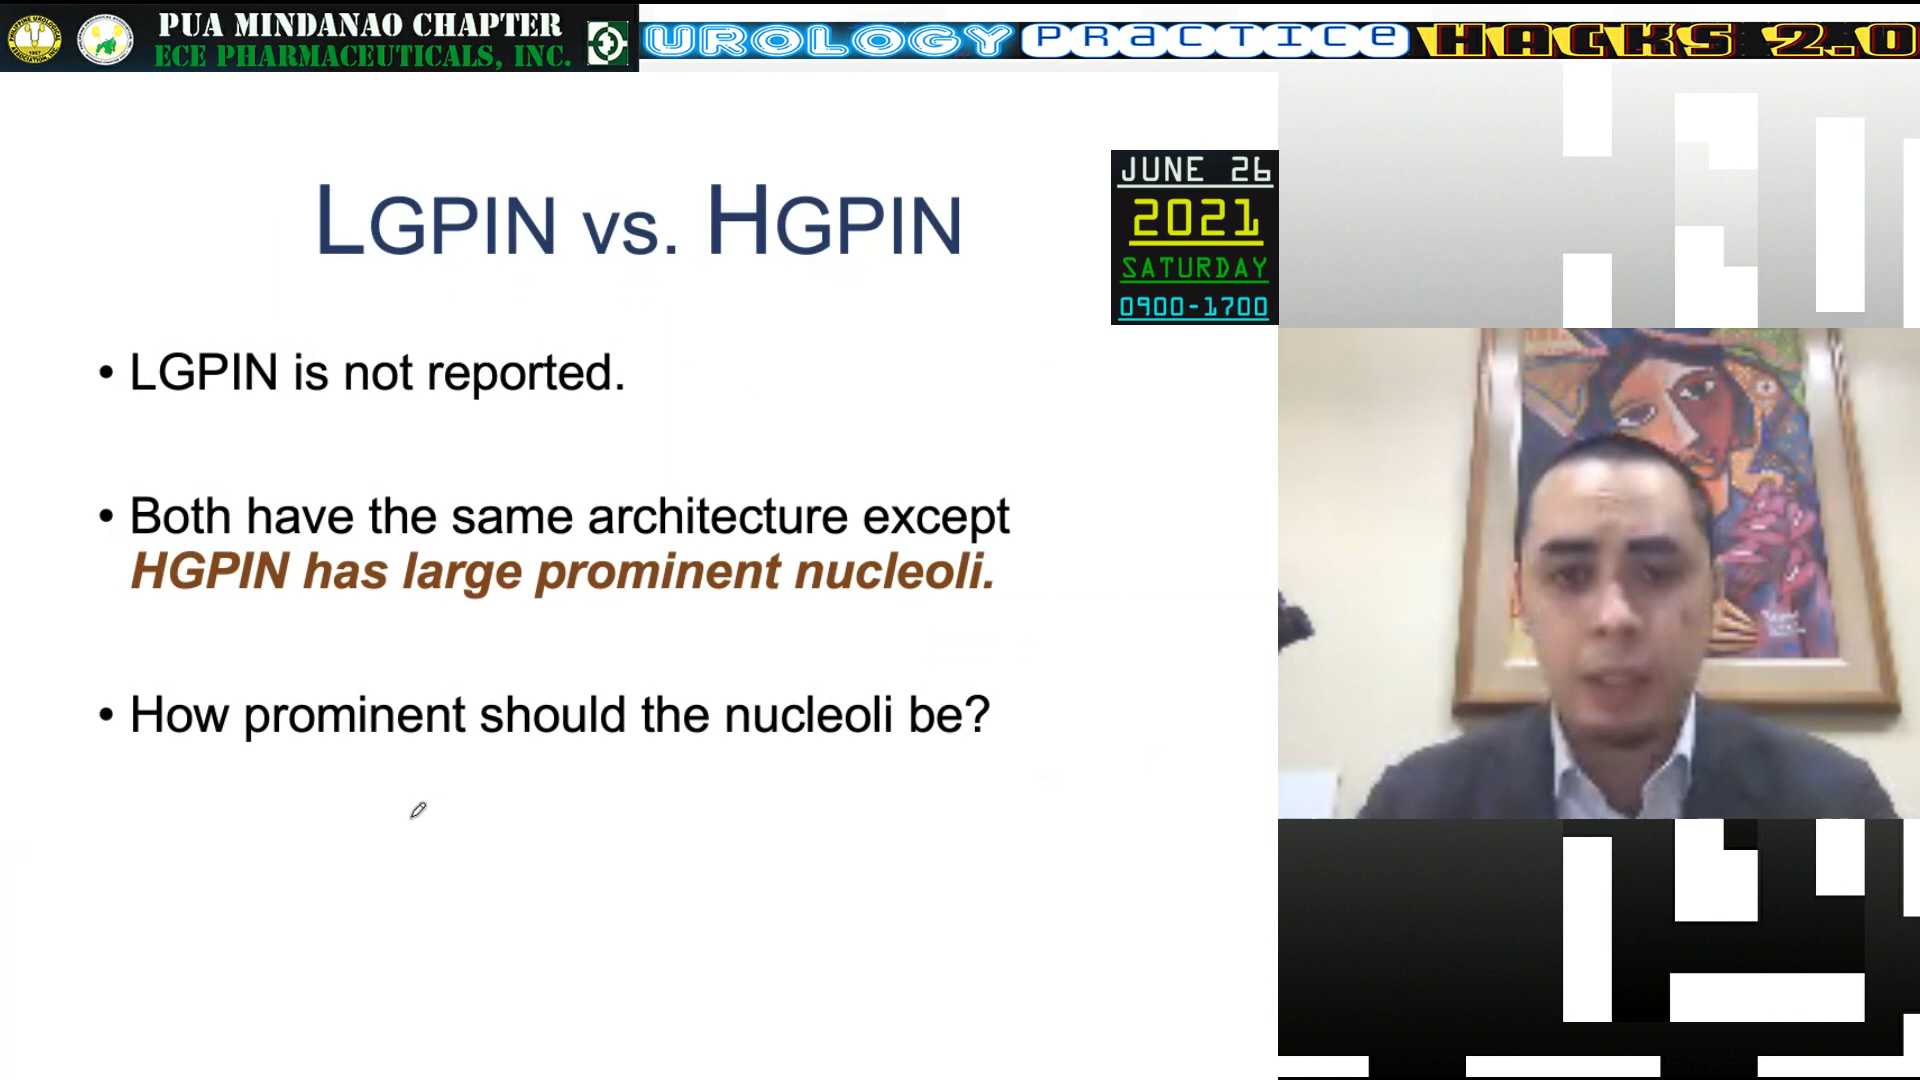 PUA MINDANAO CHAPTER
ECE PHARMACEUTICALS, INC.
UROLOGY PRACTICE HACKS 2.0
JUNE 26
2021
SATURDAY
0900-1700
LGPIN vs. HGPIN
• LGPIN is not reported.
• Both have the same architecture except
HGPIN has large prominent nucleoli.
• How prominent should the nucleoli be?